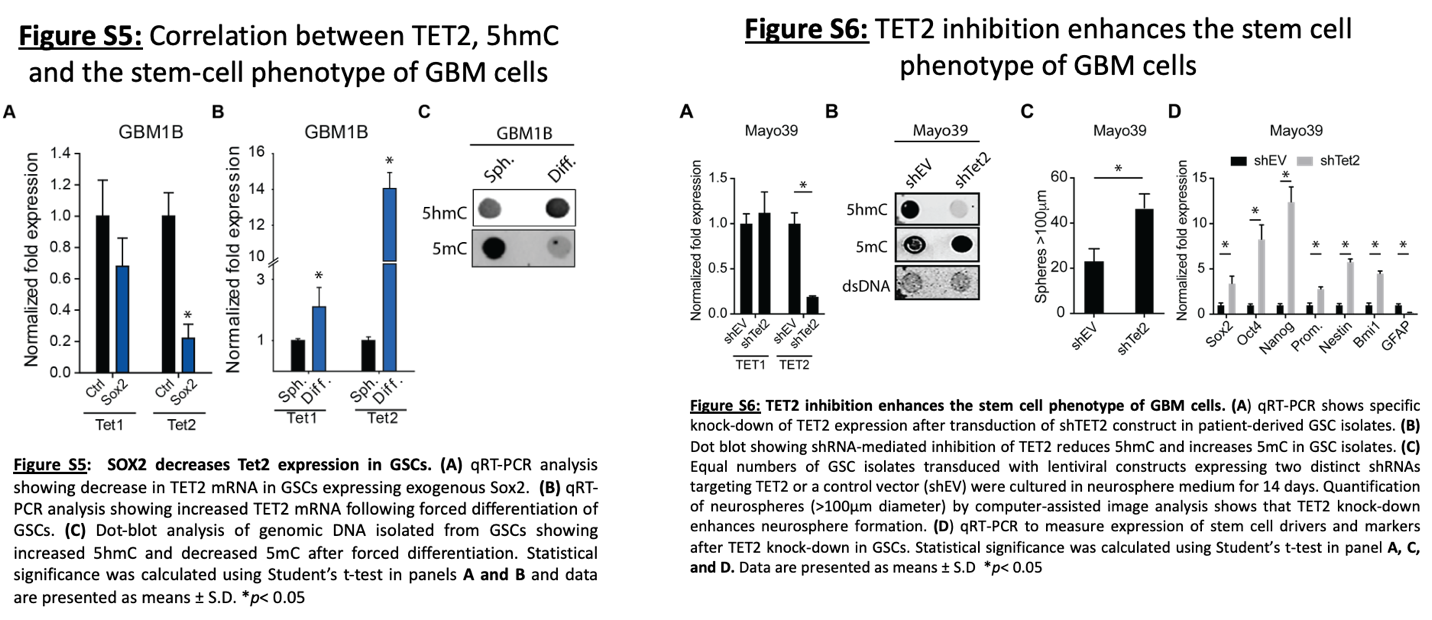 Figure S5: Correlation between TET2, 5hmC
and the stem-cell phenotype of GBM cells
A
GBM1B
Normalized fold expression
1.4
1.2
1.0
0.8
0.6
0.4
0.2
0.0
*
Ctrl
Sox2
Ctrl
Sox2
Tet1
Tet2
B
GBM1B
Normalized fold expression
16
14
12
10
3
1
*
*
Sph.
Diff.
Sph.
Diff.
Tet1
Tet2
C
GBM1B
Sph.
Diff.
5hmC
5mC
Figure S5: SOX2 decreases Tet2 expression in GSCs. (A) qRT-PCR analysis
showing decrease in TET2 mRNA in GSCs expressing exogenous Sox2. (B) qRT-
PCR analysis showing increased TET2 mRNA following forced differentiation of
GSCs. (C) Dot-blot analysis of genomic DNA isolated from GSCs showing
increased 5hmC and decreased 5mC after forced differentiation. Statistical
significance was calculated using Student's t-test in panels A and B and data
are presented as means ± S.D. *p< 0.05
Figure S6: TET2 inhibition enhances the stem cell
phenotype of GBM cells
A
Mayo39
Normalized fold expression
1.5
1.0
0.5
0.0
*
shEV
shTet2
shEV
shTet2
TET1
TET2
B
Mayo39
shEV
shTet2
5hmC
5mC
dsDNA
C
Mayo39
Spheres >100μm
60
40
20
0
*
shEV
shTet2
D
Mayo39
shEV
shTet2
Normalized fold expression
15
10
5
0
*
*
*
*
*
*
*
Sox2
Oct4
Nanog
Prom.
Nestin
Bmi1
GFAP
Figure S6: TET2 inhibition enhances the stem cell phenotype of GBM cells. (A) qRT-PCR shows specific
knock-down of TET2 expression after transduction of shTET2 construct in patient-derived GSC isolates. (B)
Dot blot showing shRNA-mediated inhibition of TET2 reduces 5hmC and increases 5mC in GSC isolates. (C)
Equal numbers of GSC isolates transduced with lentiviral constructs expressing two distinct shRNAs
targeting TET2 or a control vector (shEV) were cultured in neurosphere medium for 14 days. Quantification
of neurospheres (>100μm diameter) by computer-assisted image analysis shows that TET2 knock-down
enhances neurosphere formation. (D) qRT-PCR to measure expression of stem cell drivers and markers
after TET2 knock-down in GSCs. Statistical significance was calculated using Student's t-test in panel A, C,
and D. Data are presented as means ± S.D *p< 0.05